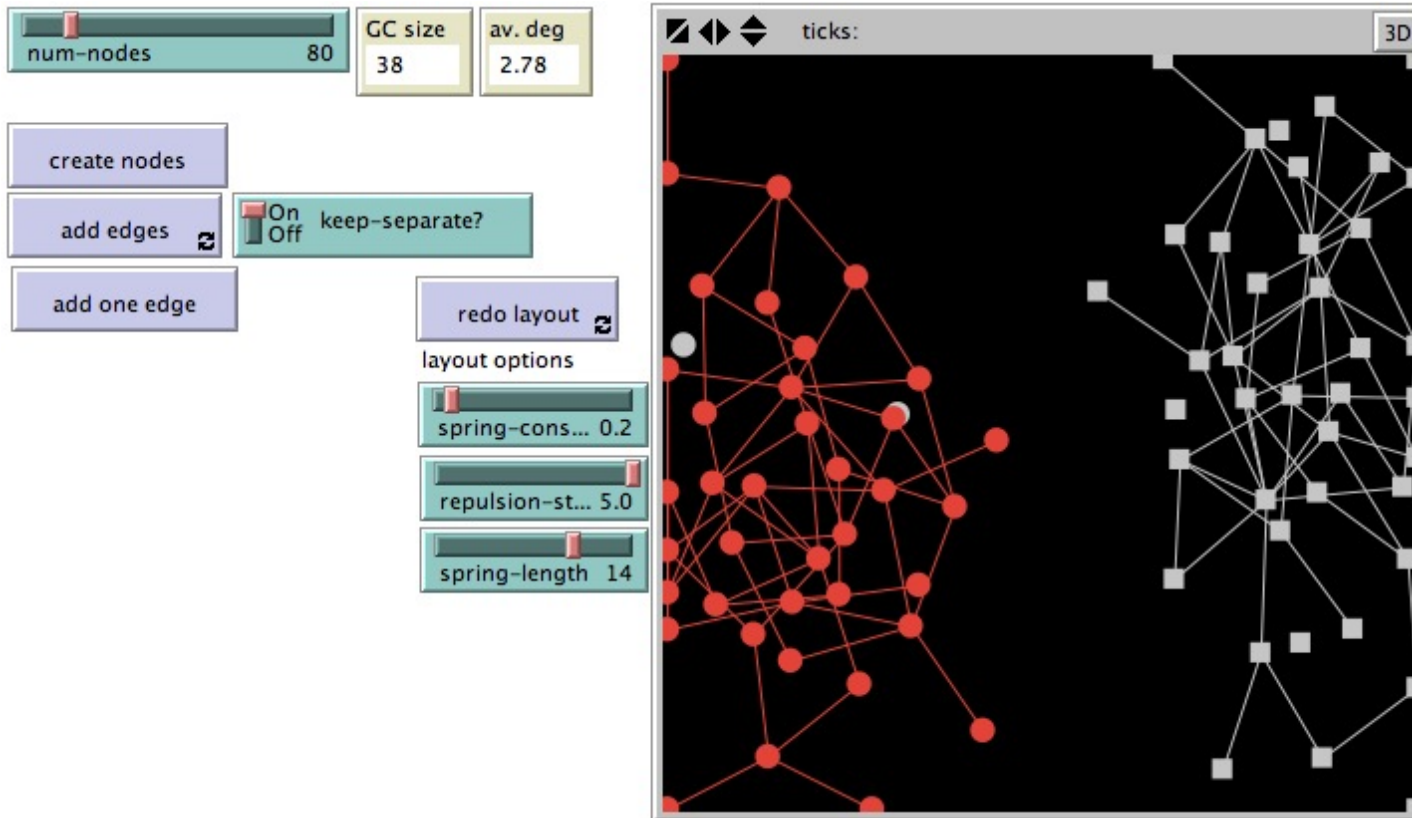 num-nodes 80
GC size
38
av. deg
2.78
ticks:
3D
create nodes
add edges
On
Off
keep-separate?
add one edge
redo layout
layout options
spring-cons... 0.2
repulsion-st... 5.0
spring-length 14